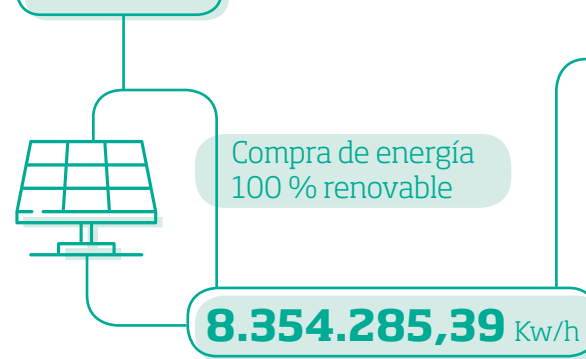 Compra de energía
100 % renovable
8.354.285,39 Kw/h